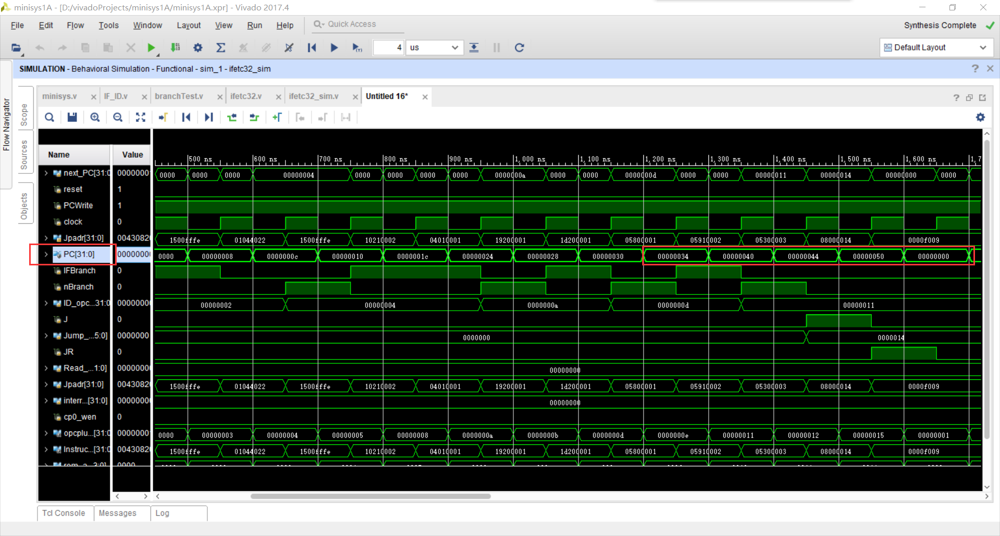 minisys1A - [D:/vivadoProjects/minisys1A/minisys1A.xpr] - Vivado 2017.4
File Edit Flow Tools Window Layout View Run Help Quick Access Synthesis Complete
4 us Default Layout
SIMULATION - Behavioral Simulation - Functional - sim_1 - ifetc32_sim
Flow Navigator
Scope
Sources
Objects
minisys.v IF_ID.v branchTest.v ifetc32.v ifetc32_sim.v Untitled 16*
Name Value 500 ns 600 ns 700 ns 800 ns 900 ns 1,000 ns 1,100 ns 1,200 ns 1,300 ns 1,400 ns 1,500 ns 1,600 ns 1,7
next_PC[31:0 0000000 0000 0000 0000 00000004 0000 0000 0000 0000 0000000a 0000 0000 0000000d 0000 0000 00000011 00000014 00000000 0000
reset 1
PCWrite 1
clock 0
Jpadr[31:0] 0043082 1500fffe 01044022 1500fffe 10210002 04010001 19200001 1d200001 05800001 05910002 05300003 08000014 0000f009
PC[31:0] 0000000 0000 00000008 0000000c 00000010 0000001c 00000024 00000028 00000030 00000034 00000040 00000044 00000050 00000000
IFBranch 0
nBranch 0
ID_opc...31:0 0000000 00000002 00000004 0000000a 0000000d 00000011
J 0
Jump_...5:0] 0000000 0000000 0000014
JR 0
Read_...1:0] 0000000 00000000
Jpadr[31:0] 0043082 1500fffe 01044022 1500fffe 10210002 04010001 19200001 1d200001 05800001 05910002 05300003 08000014 0000f009
interr...[31:0] 0000000 00000000
cp0_wen 0
opcplu...[31:0 0000000 0000 00000003 00000004 00000005 00000008 0000000a 0000000b 0000000d 0000000e 00000011 00000012 00000015 00000001
Instruc...[31:0 0043082 1500fffe 01044022 1500fffe 10210002 04010001 19200001 1d200001 05800001 05910002 05300003 08000014 0000f009
Tcl Console Messages Log